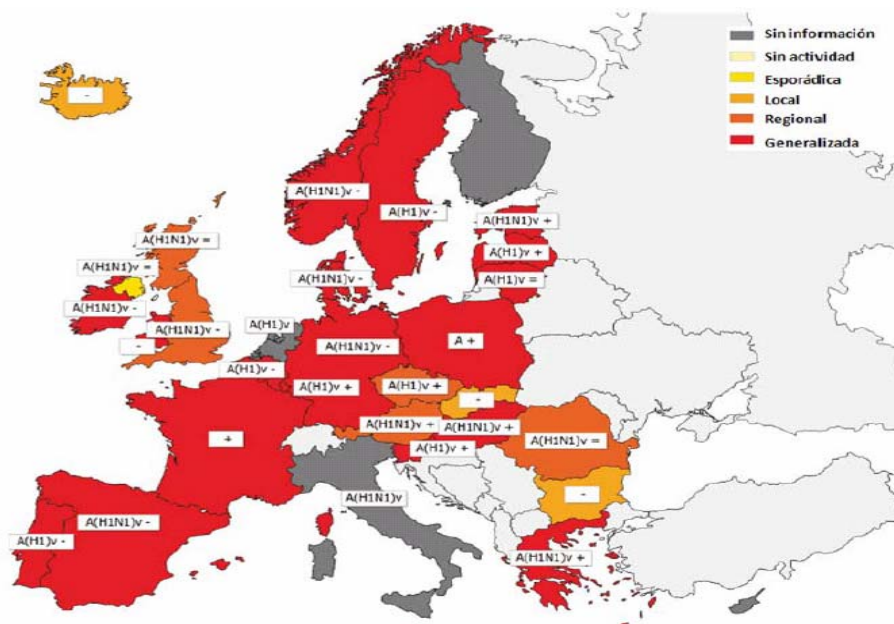 Sin información
Sin actividad
Esporádica
Local
Regional
Generalizada
-
A(H1N1)v -
A(H1)v -
A(H1N1)v +
A(H1N1)v =
A(H1)v +
A(H1N1)v =
A(H1N1)v -
A(H1)v =
A(H1N1)v -
A(H1)v
A(H1N1)v -
-
A(H1N1)v -
A +
A(H1)v -
A(H1)v +
A(H1)v +
-
A(H1N1)v +
A(H1N1)v +
+
A(H1N1)v =
A(H1)v +
A(H1N1)v
-
A(H1N1)v -
A(H1)v -
A(H1N1)v +